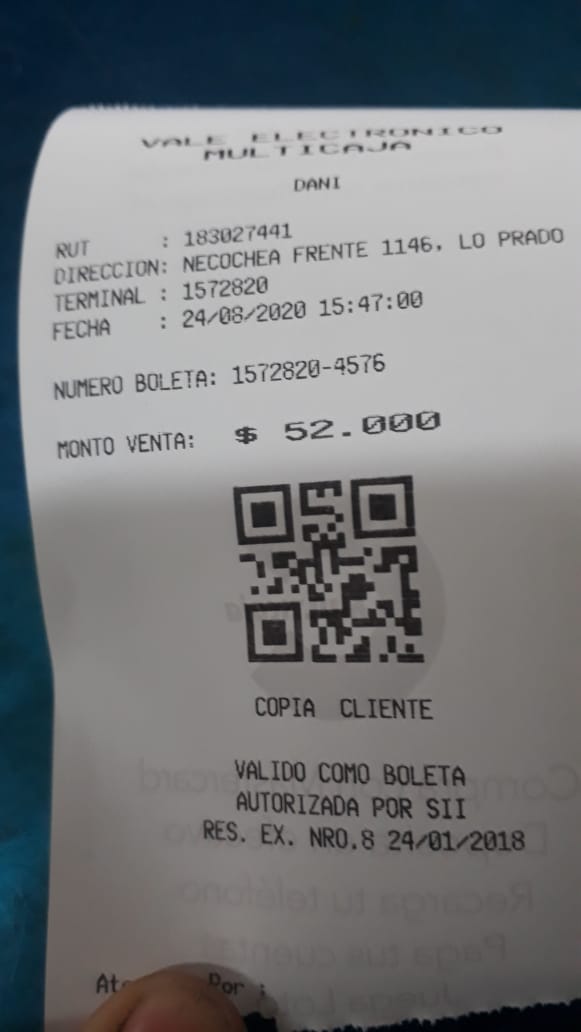 VALE ELECTRONICO
MULTICAJA
DANI
RUT : 183027441
DIRECCION: NECOCHEA FRENTE 1146, LO PRADO
TERMINAL : 1572820
FECHA : 24/08/2020 15:47:00
NUMERO BOLETA: 1572820-4576
MONTO VENTA: $ 52.000
COPIA CLIENTE
VALIDO COMO BOLETA
AUTORIZADA POR SII
RES. EX. NRO.8 24/01/2018
Por :